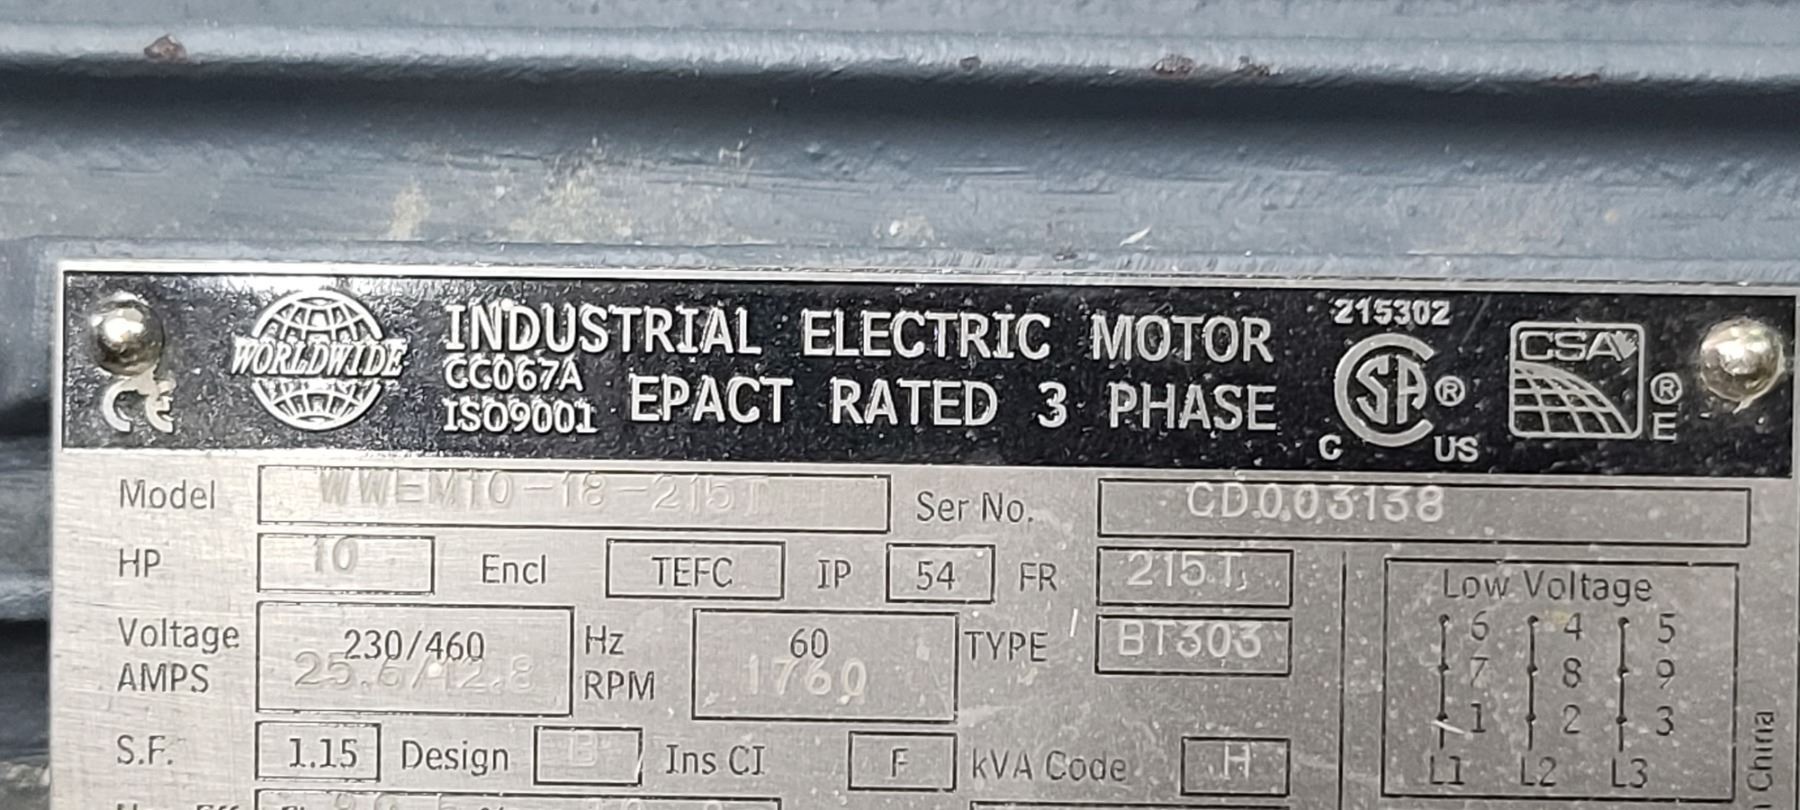 215302
WORLDWIDE INDUSTRIAL ELECTRIC MOTOR CSA
CC067A
ISO9001 EPACT RATED 3 PHASE
CE SA ® C US ® E
Model WWEM10-18-215T Ser No. CD003138
HP 10 Encl TEFC IP 54 FR 215T
Voltage 230/460 Hz 60 TYPE BT303
AMPS 25.6/12.8 RPM 1760
S.F. 1.15 Design B Ins CI F kVA Code H
Low Voltage
6 4 5
7 8 9
1 2 3
L1 L2 L3
China